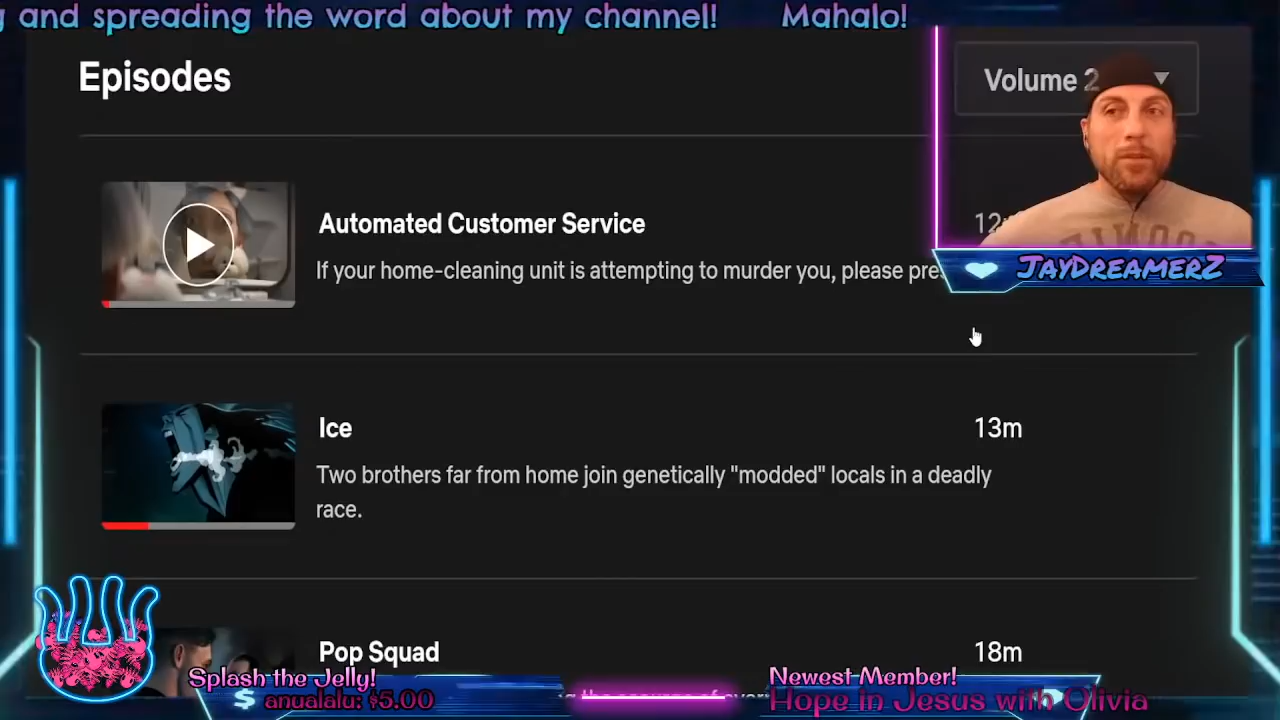 and spreading the word about my channel! Mahalo!
Episodes
Volume 2
Automated Customer Service
If your home-cleaning unit is attempting to murder you, please
JayDreamerZ
Ice
13m
Two brothers far from home join genetically "modded" locals in a deadly
race.
Pop Squad
18m
Splash the Jelly!
$ anualalu: $5.00
Newest Member!
Hope in Jesus with Olivia